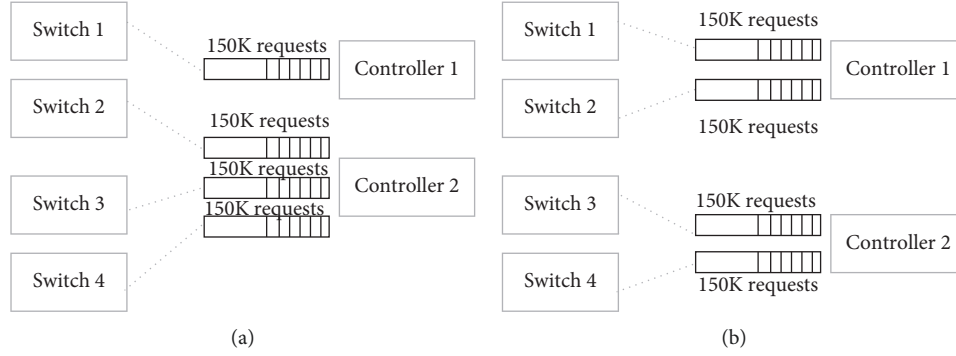 Switch 1
150K requests
Controller 1
Switch 2
150K requests
150K requests
Switch 3
Controller 2
150K requests
Switch 4
(a)
150K requests
Switch 1
Controller 1
Switch 2
150K requests
Switch 3
150K requests
Controller 2
Switch 4
150K requests
(b)